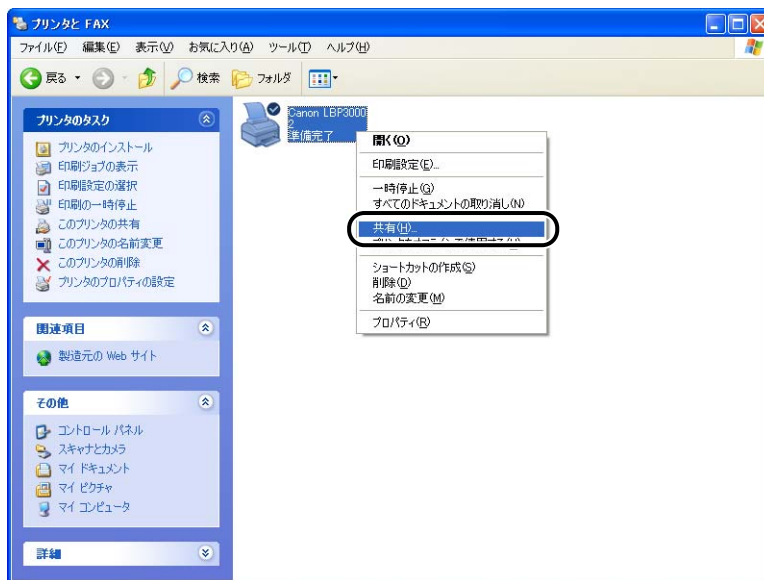 プリンタと FAX
ファイル(F) 編集(E) 表示(V) お気に入り(A) ツール(T) ヘルプ(H)
戻る 検索 フォルダ
プリンタのタスク
プリンタのインストール
印刷ジョブの表示
印刷設定の選択
印刷の一時停止
このプリンタの共有
このプリンタの名前変更
このプリンタの削除
プリンタのプロパティの設定
関連項目
製造元の Web サイト
その他
コントロール パネル
スキャナとカメラ
マイ ドキュメント
マイ ピクチャ
マイ コンピュータ
詳細
Canon LBP3000
2
準備完了
開く(O)
印刷設定(E)...
一時停止(G)
すべてのドキュメントの取り消し(N)
共有(H)...
ショートカットの作成(S)
削除(D)
名前の変更(M)
プロパティ(R)